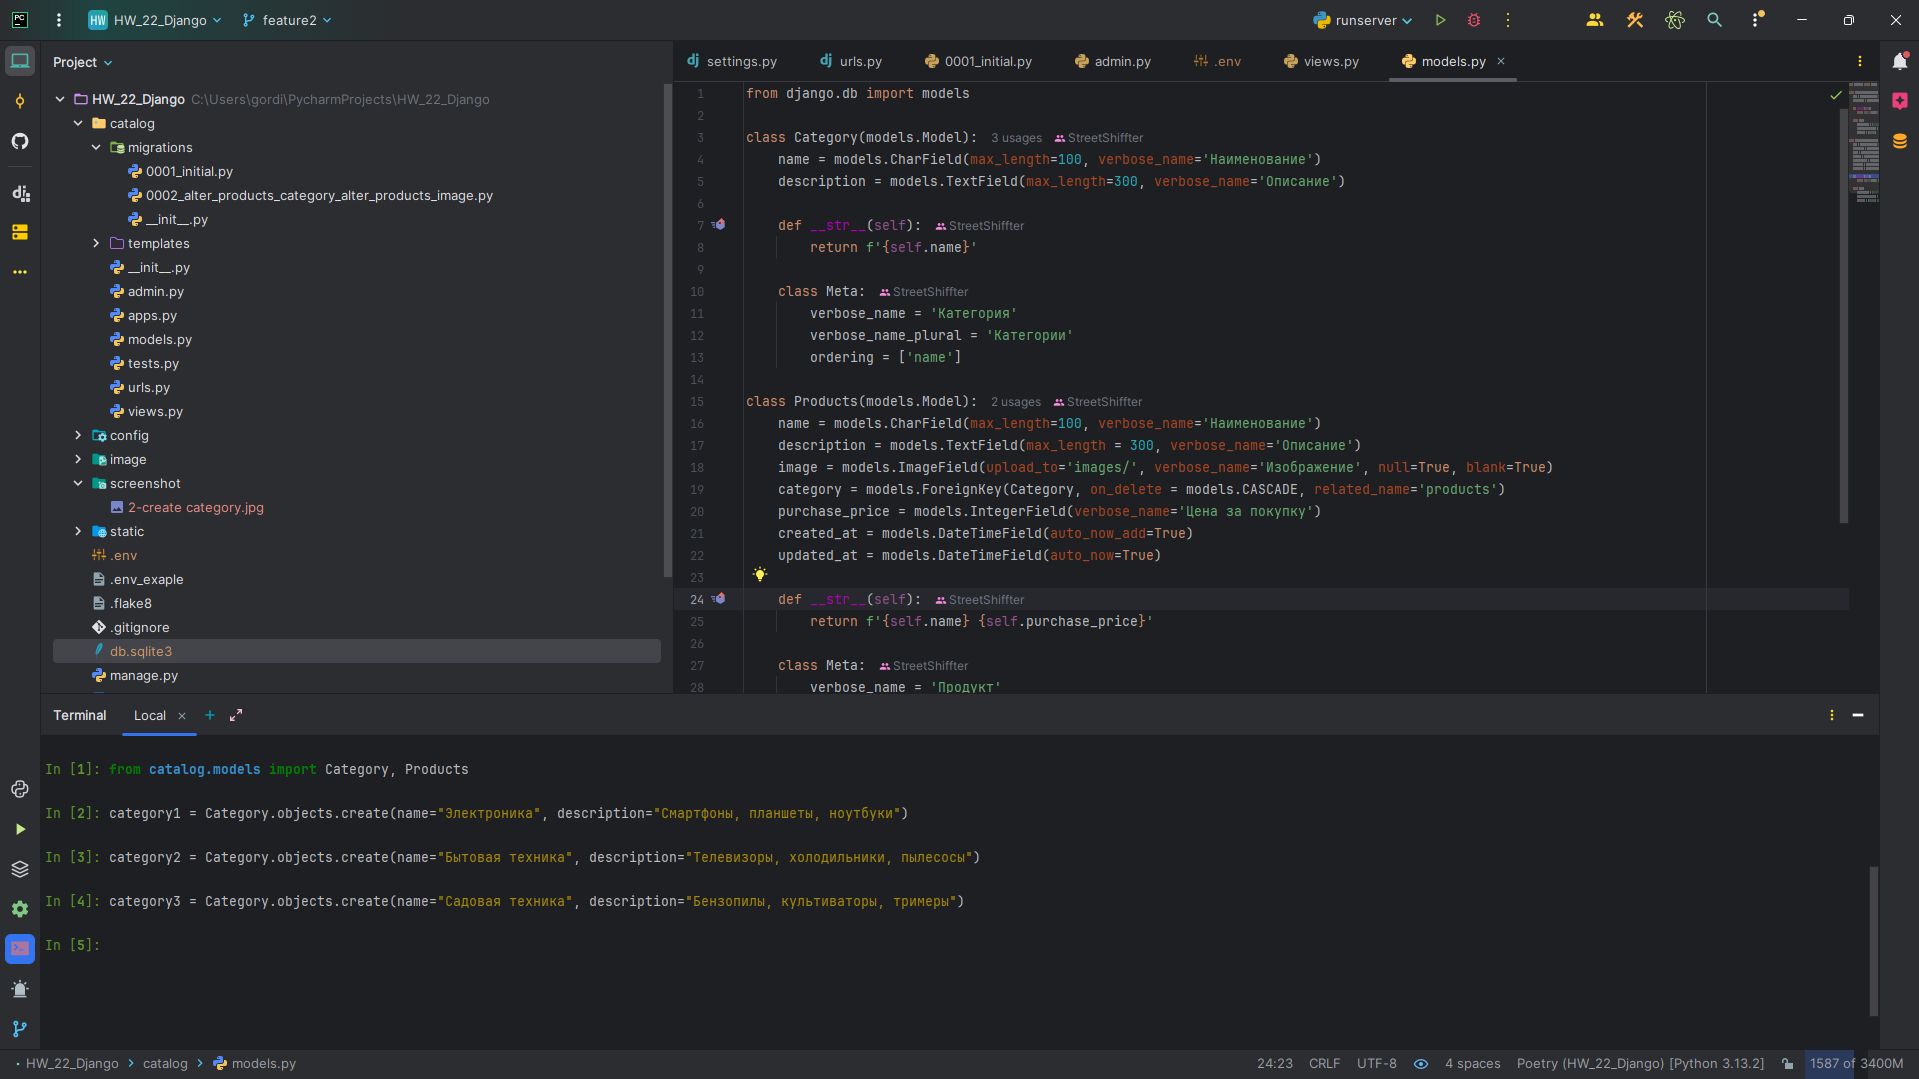 HW HW_22_Django feature2 runserver
Project
settings.py urls.py 0001_initial.py admin.py .env views.py models.py
HW_22_Django C:\Users\gordi\PycharmProjects\HW_22_Django
catalog
migrations
0001_initial.py
0002_alter_products_category_alter_products_image.py
__init__.py
templates
__init__.py
admin.py
apps.py
models.py
tests.py
urls.py
views.py
config
image
screenshot
2-create category.jpg
static
.env
.env_exaple
.flake8
.gitignore
db.sqlite3
manage.py
1 from django.db import models
2
3 class Category(models.Model): 3 usages StreetShiffter
4 name = models.CharField(max_length=100, verbose_name='Наименование')
5 description = models.TextField(max_length=300, verbose_name='Описание')
6
7 def __str__(self): StreetShiffter
8 return f'{self.name}'
9
10 class Meta: StreetShiffter
11 verbose_name = 'Категория'
12 verbose_name_plural = 'Категории'
13 ordering = ['name']
14
15 class Products(models.Model): 2 usages StreetShiffter
16 name = models.CharField(max_length=100, verbose_name='Наименование')
17 description = models.TextField(max_length = 300, verbose_name='Описание')
18 image = models.ImageField(upload_to='images/', verbose_name='Изображение', null=True, blank=True)
19 category = models.ForeignKey(Category, on_delete = models.CASCADE, related_name='products')
20 purchase_price = models.IntegerField(verbose_name='Цена за покупку')
21 created_at = models.DateTimeField(auto_now_add=True)
22 updated_at = models.DateTimeField(auto_now=True)
23
24 def __str__(self): StreetShiffter
25 return f'{self.name} {self.purchase_price}'
26
27 class Meta: StreetShiffter
28 verbose_name = 'Продукт'
Terminal Local
In [1]: from catalog.models import Category, Products
In [2]: category1 = Category.objects.create(name="Электроника", description="Смартфоны, планшеты, ноутбуки")
In [3]: category2 = Category.objects.create(name="Бытовая техника", description="Телевизоры, холодильники, пылесосы")
In [4]: category3 = Category.objects.create(name="Садовая техника", description="Бензопилы, культиваторы, тримеры")
In [5]:
HW_22_Django catalog models.py 24:23 CRLF UTF-8 4 spaces Poetry (HW_22_Django) [Python 3.13.2] 1587 of 3400M